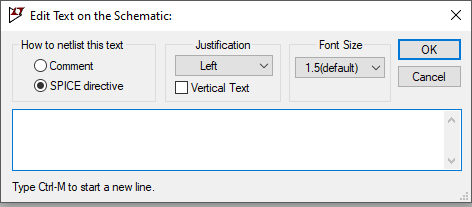 Edit Text on the Schematic:
How to netlist this text
Comment
SPICE directive
Justification
Left
Vertical Text
Font Size
1.5(default)
OK
Cancel
Type Ctrl-M to start a new line.